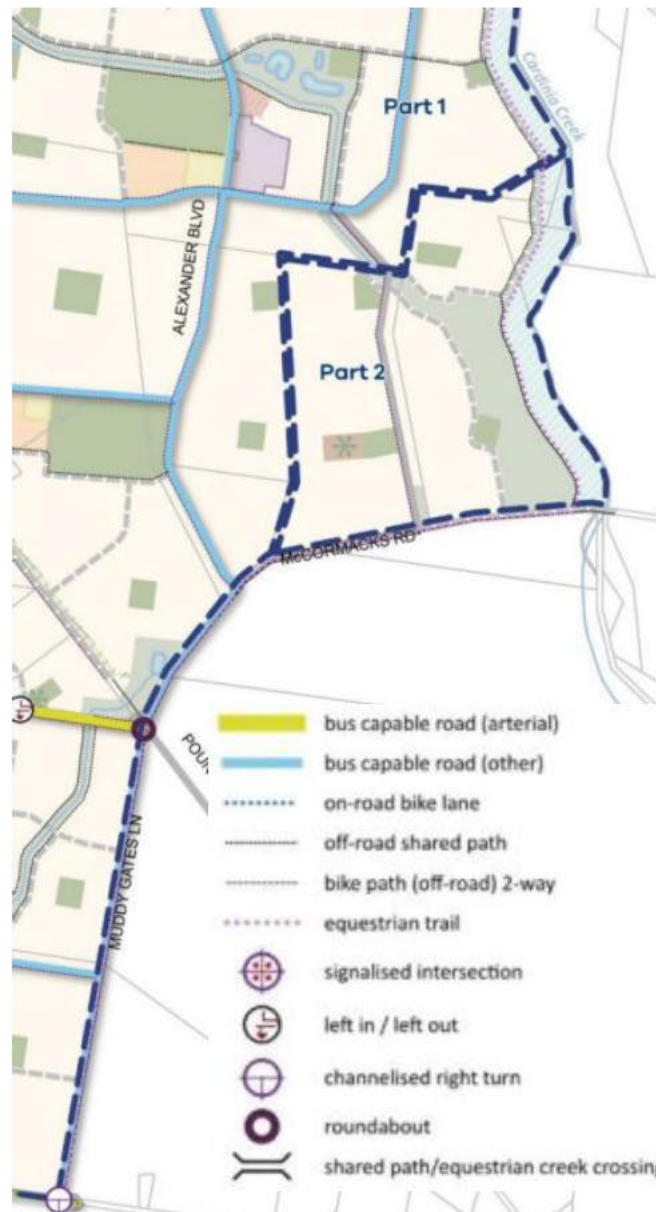 Cardinia Creek
Part 1
ALEXANDER BLVD
Part 2
McCORMACKS RD
MUDDY GATES LN
POUN
bus capable road (arterial)
bus capable road (other)
on-road bike lane
off-road shared path
bike path (off-road) 2-way
equestrian trail
signalised intersection
left in / left out
channelised right turn
roundabout
shared path/equestrian creek crossing